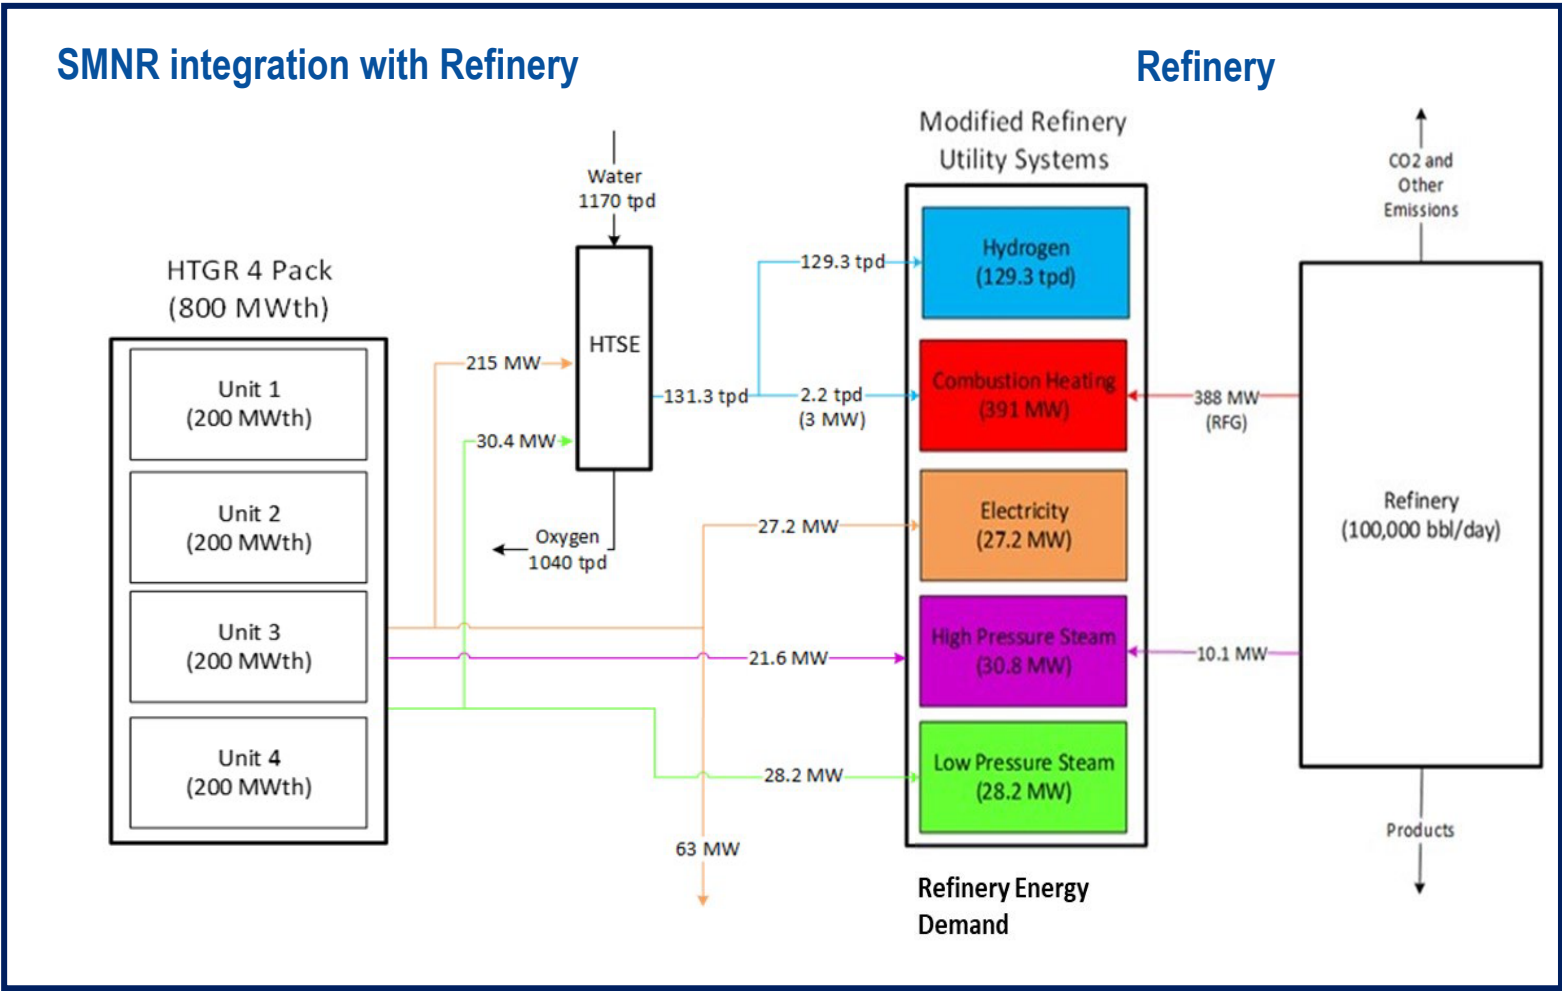 SMNR integration with Refinery
Refinery
HTGR 4 Pack
(800 MWth)
Unit 1
(200 MWth)
Unit 2
(200 MWth)
Unit 3
(200 MWth)
Unit 4
(200 MWth)
Water
1170 tpd
215 MW
30.4 MW
HTSE
131.3 tpd
Oxygen
1040 tpd
129.3 tpd
2.2 tpd
(3 MW)
27.2 MW
21.6 MW
28.2 MW
63 MW
Modified Refinery
Utility Systems
Hydrogen
(129.3 tpd)
Combustion Heating
(391 MW)
Electricity
(27.2 MW)
High Pressure Steam
(30.8 MW)
Low Pressure Steam
(28.2 MW)
Refinery Energy
Demand
388 MW
(RFG)
10.1 MW
CO2 and
Other
Emissions
Refinery
(100,000 bbl/day)
Products